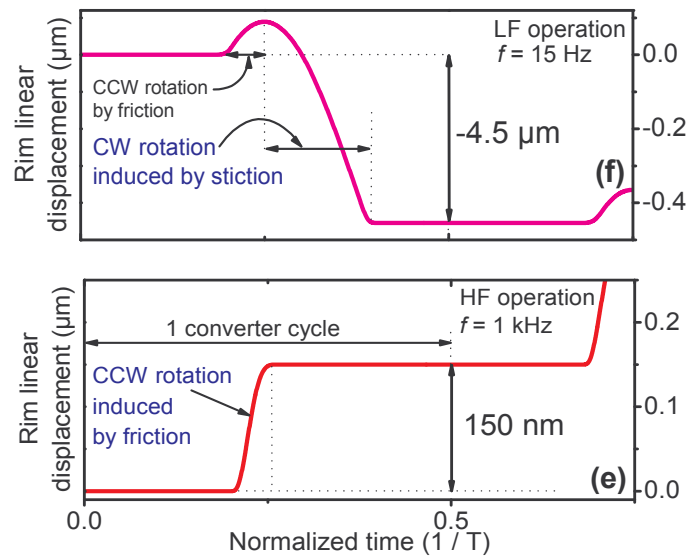 Rim linear
displacement (µm)
LF operation
f = 15 Hz
0.0
-0.2
-0.4
CCW rotation
by friction
CW rotation
induced by stiction
-4.5 µm
(f)
Rim linear
displacement (µm)
HF operation
f = 1 kHz
1 converter cycle
0.2
0.1
0.0
CCW rotation
induced
by friction
150 nm
(e)
0.0
0.5
Normalized time (1 / T)